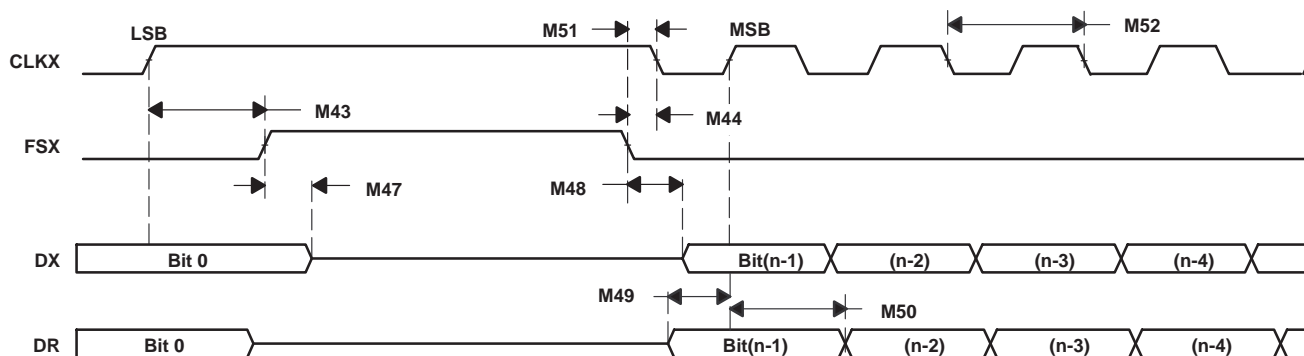 LSB M51 MSB M52
CLKX
M43 M44
FSX
M47 M48
DX Bit 0 Bit(n-1) (n-2) (n-3) (n-4)
M49 M50
DR Bit 0 Bit(n-1) (n-2) (n-3) (n-4)